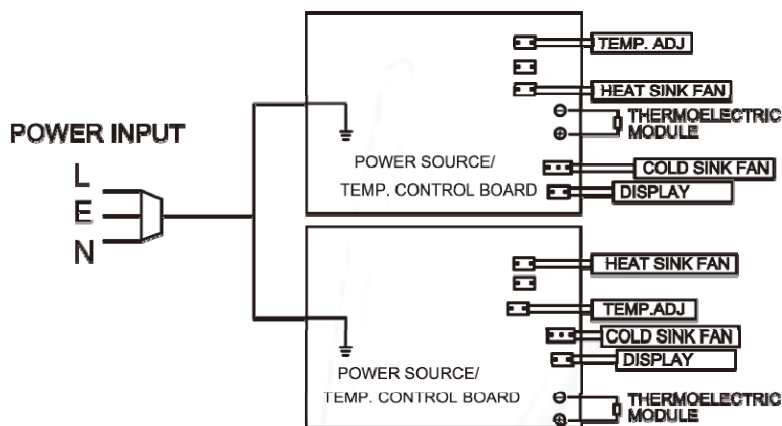 POWER INPUT
L
E
N
TEMP. ADJ
HEAT SINK FAN
THERMOELECTRIC
MODULE
POWER SOURCE/
TEMP. CONTROL BOARD
COLD SINK FAN
DISPLAY
HEAT SINK FAN
TEMP.ADJ
COLD SINK FAN
DISPLAY
POWER SOURCE/
TEMP. CONTROL BOARD
THERMOELECTRIC
MODULE